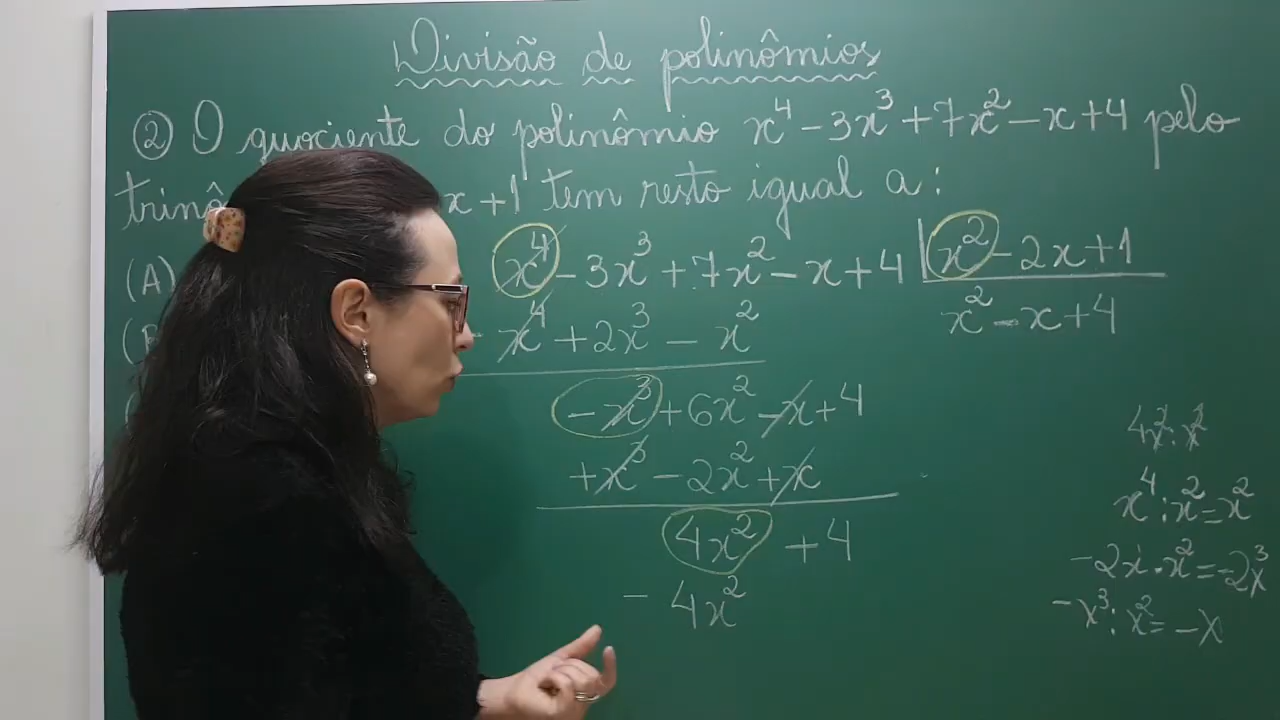 Divisão de polinômios
② O quociente do polinômio x⁴ - 3x³ + 7x² - x + 4 pelo
x + 1 tem resto igual a:
(A)
x⁴ - 3x³ + 7x² - x + 4 | x² - 2x + 1
- x⁴ + 2x³ - x²
x² - x + 4
- x³ + 6x² - x + 4
+ x³ - 2x² + x
4x² + 4
- 4x²
4x² : x²
x⁴ : x² = x²
-2x · x² = -2x³
-x³ : x² = -x